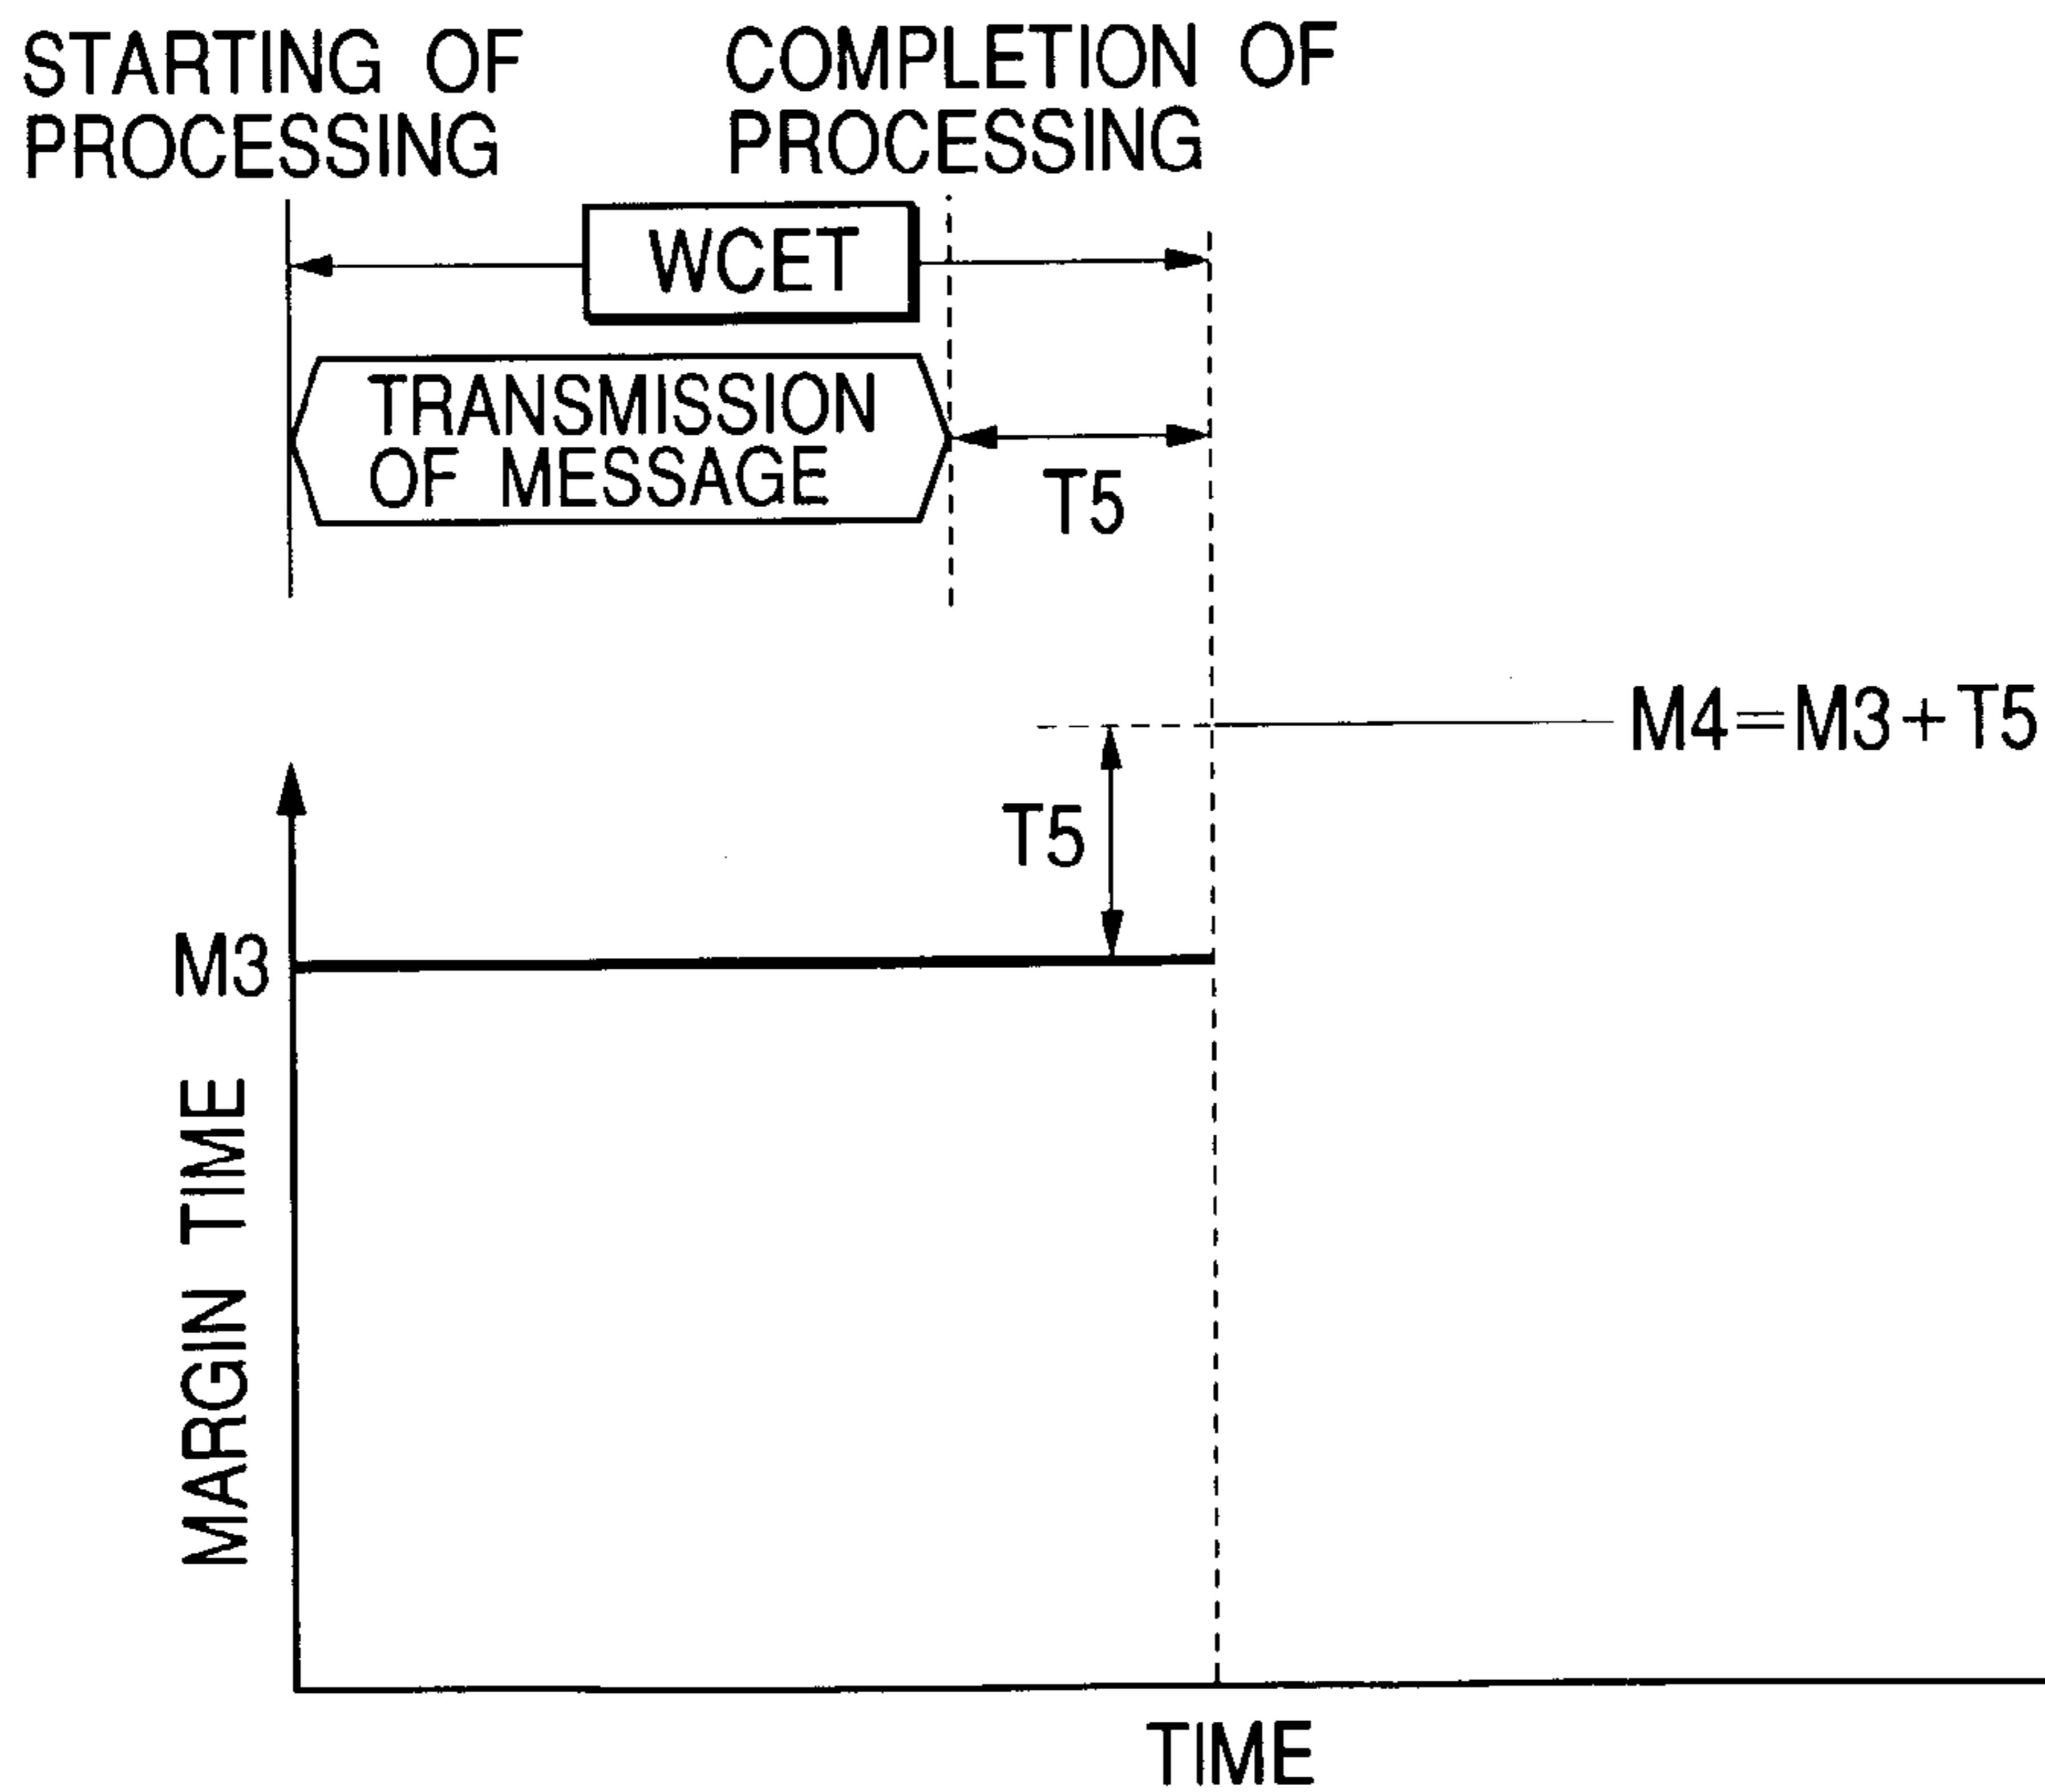 STARTING OF
PROCESSING
COMPLETION OF
PROCESSING
WCET
TRANSMISSION
OF MESSAGE
T5
M4=M3+T5
T5
M3
MARGIN TIME
TIME